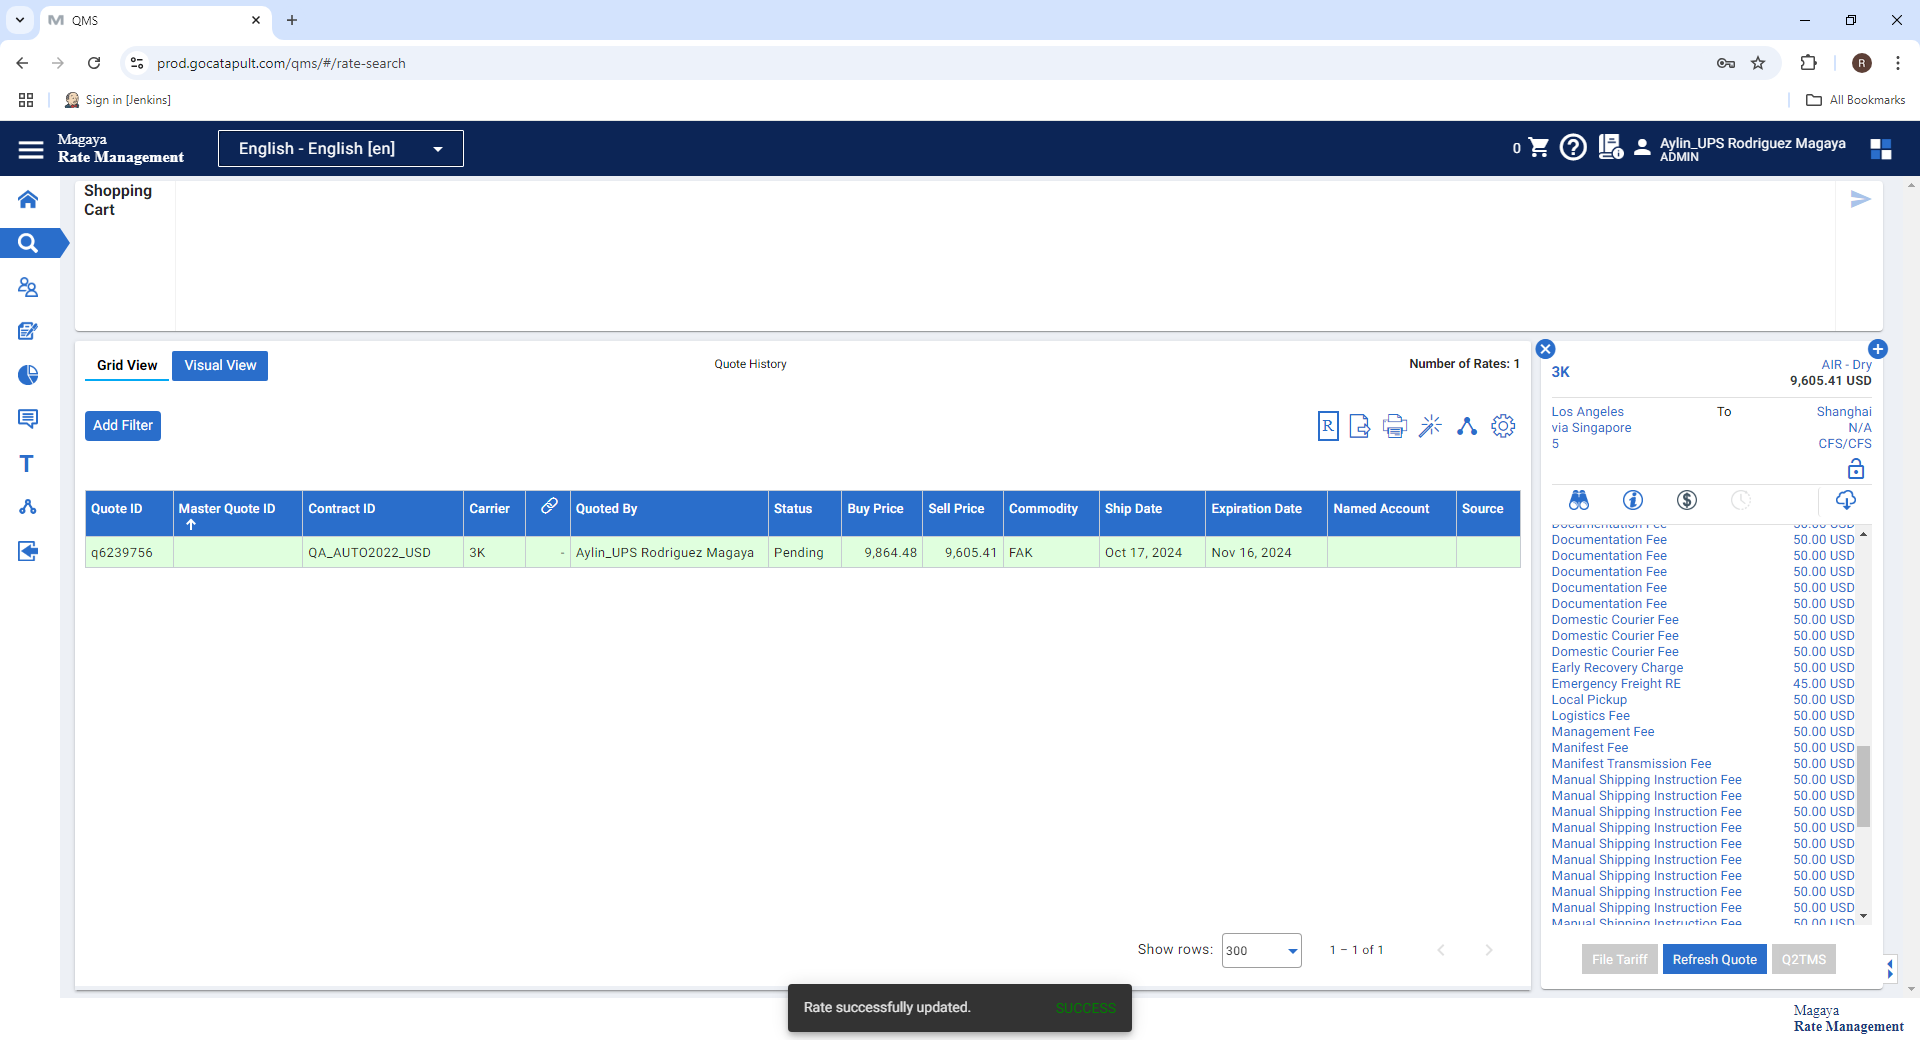 QMS
prod.gocatapult.com/qms/#/rate-search
R
Sign in [Jenkins]
All Bookmarks
Magaya
Rate Management
English - English [en]
0
Aylin_UPS Rodriguez Magaya
ADMIN
Shopping
Cart
Grid View
Visual View
Quote History
Number of Rates: 1
Add Filter
R
Quote ID
Master Quote ID
Contract ID
Carrier
Quoted By
Status
Buy Price
Sell Price
Commodity
Ship Date
Expiration Date
Named Account
Source
q6239756
QA_AUTO2022_USD
3K
-
Aylin_UPS Rodriguez Magaya
Pending
9,864.48
9,605.41
FAK
Oct 17, 2024
Nov 16, 2024
Show rows:
300
1 – 1 of 1
3K
AIR - Dry
9,605.41 USD
Los Angeles
To
Shanghai
via Singapore
N/A
5
CFS/CFS
Documentation Fee 50.00 USD
Documentation Fee 50.00 USD
Documentation Fee 50.00 USD
Documentation Fee 50.00 USD
Documentation Fee 50.00 USD
Documentation Fee 50.00 USD
Domestic Courier Fee 50.00 USD
Domestic Courier Fee 50.00 USD
Domestic Courier Fee 50.00 USD
Early Recovery Charge 50.00 USD
Emergency Freight RE 45.00 USD
Local Pickup 50.00 USD
Logistics Fee 50.00 USD
Management Fee 50.00 USD
Manifest Fee 50.00 USD
Manifest Transmission Fee 50.00 USD
Manual Shipping Instruction Fee 50.00 USD
Manual Shipping Instruction Fee 50.00 USD
Manual Shipping Instruction Fee 50.00 USD
Manual Shipping Instruction Fee 50.00 USD
Manual Shipping Instruction Fee 50.00 USD
Manual Shipping Instruction Fee 50.00 USD
Manual Shipping Instruction Fee 50.00 USD
Manual Shipping Instruction Fee 50.00 USD
Manual Shipping Instruction Fee 50.00 USD
Manual Shipping Instruction Fee 50.00 USD
File Tariff
Refresh Quote
Q2TMS
Rate successfully updated.
SUCCESS
Magaya
Rate Management